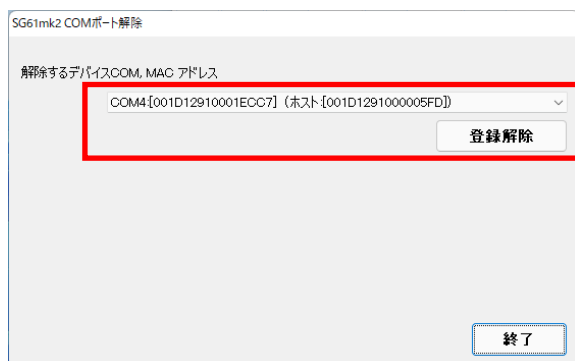 SG61mk2 COMポート解除
解除するデバイスCOM, MAC アドレス
COM4:[001D12910001ECC7] (ホスト:[001D1291000005FD])
登録解除
終了